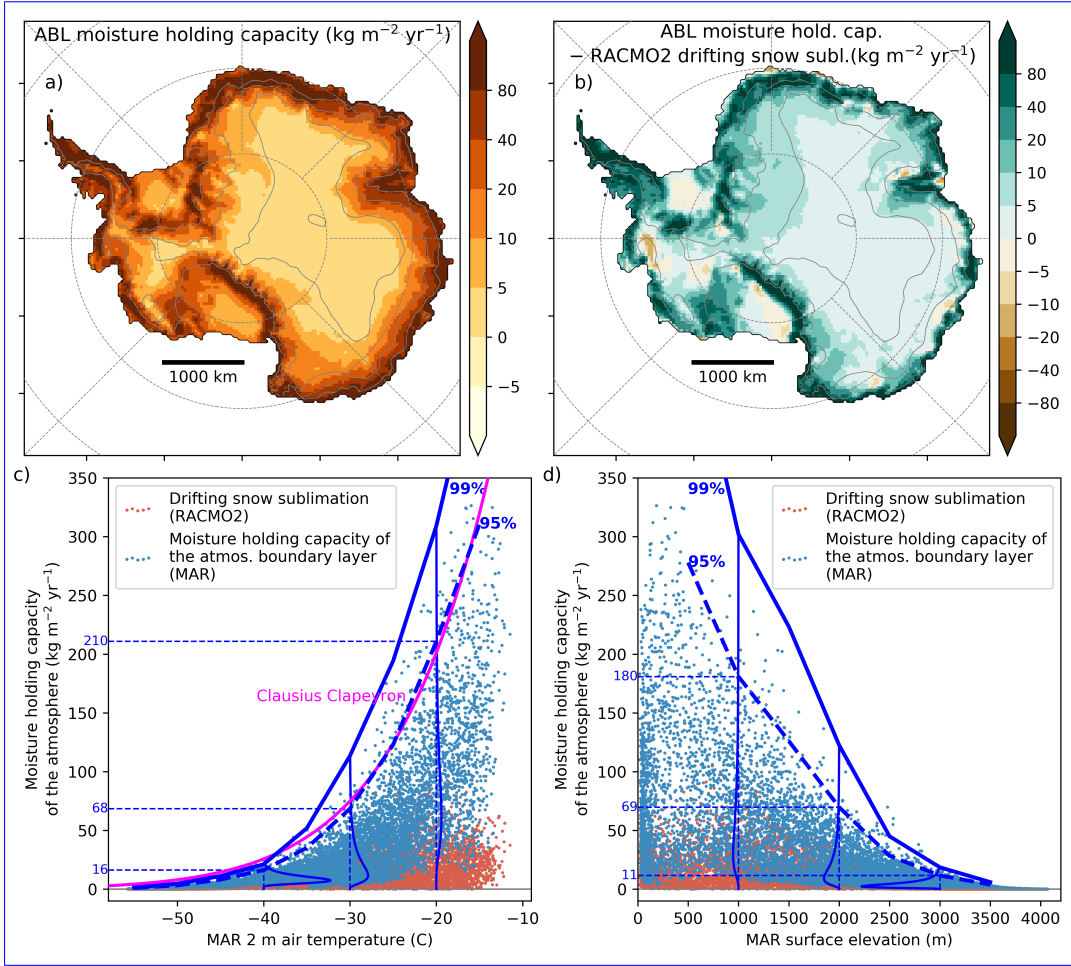 ABL moisture holding capacity (kg m⁻² yr⁻¹)
a)
80
40
20
10
5
0
−5
1000 km
ABL moisture hold. cap.
− RACMO2 drifting snow subl.(kg m⁻² yr⁻¹)
b)
80
40
20
10
5
0
−5
−10
−20
−40
−80
1000 km
c)
350
300
250
200
150
100
50
0
210
68
16
Moisture holding capacity
of the atmosphere (kg m⁻² yr⁻¹)
Drifting snow sublimation
(RACMO2)
Moisture holding capacity of
the atmos. boundary layer
(MAR)
99%
95%
Clausius Clapeyron
−50
−40
−30
−20
−10
MAR 2 m air temperature (C)
d)
350
300
250
200
150
100
50
0
180
69
11
Moisture holding capacity
of the atmosphere (kg m⁻² yr⁻¹)
99%
95%
Drifting snow sublimation
(RACMO2)
Moisture holding capacity of
the atmos. boundary layer
(MAR)
0
500
1000
1500
2000
2500
3000
3500
4000
MAR surface elevation (m)